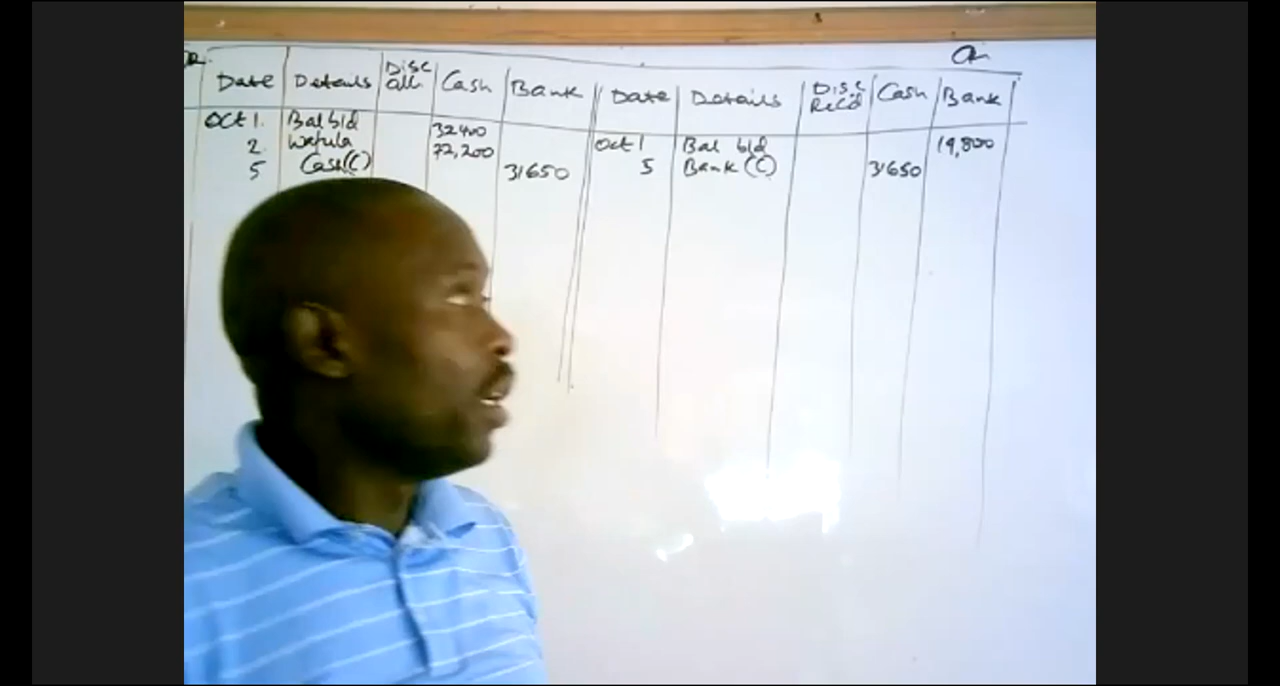 DR Cr
Date Details Disc all. Cash Bank Date Details Disc Rec'd Cash Bank
Oct 1. Bal b/d 32400 Oct 1 Bal b/d 19,800
2. Wafula 72,200
5 Cash (C) 31650 5 Bank (C) 31650